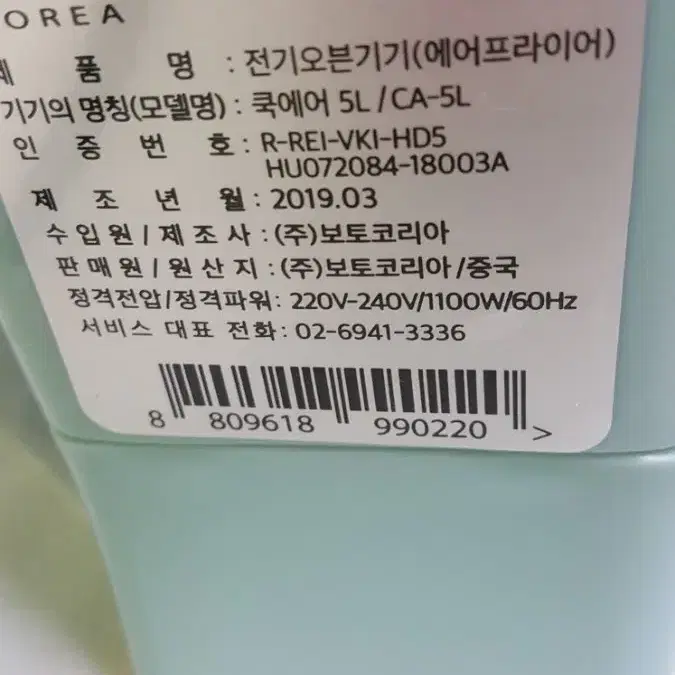 OREA
제 품 명 : 전기오븐기기(에어프라이어)
기기의 명칭(모델명) : 쿡에어 5L / CA-5L
인 증 번 호 : R-REI-VKI-HD5
HU072084-18003A
제 조 년 월 : 2019.03
수입원 / 제조사 : (주)보토코리아
판매원 / 원산지 : (주)보토코리아 /중국
정격전압/정격파워: 220V-240V/1100W/60Hz
서비스 대표 전화: 02-6941-3336
8 809618 990220 >